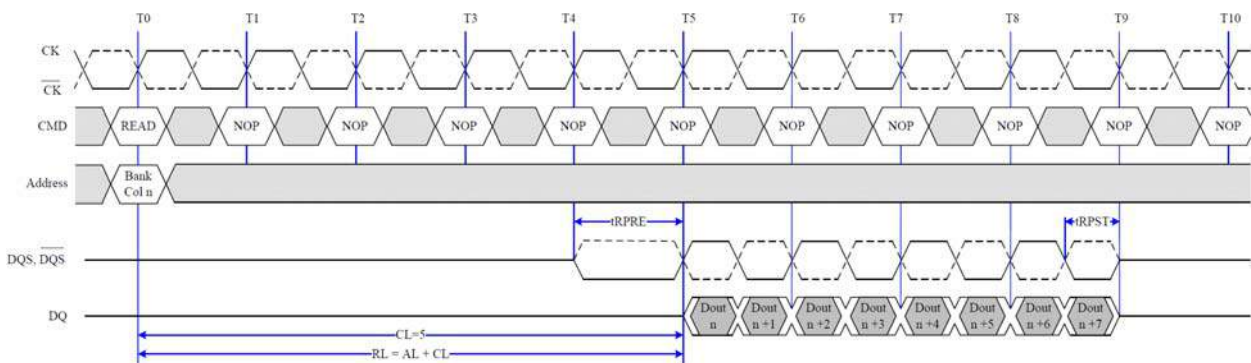 T0 T1 T2 T3 T4 T5 T6 T7 T8 T9 T10
CK
CK
CMD READ NOP NOP NOP NOP NOP NOP NOP NOP NOP NOP
Address Bank
Col n
tRPRE tRPST
DQS, DQS
DQ Dout Dout Dout Dout Dout Dout Dout Dout
n n +1 n +2 n +3 n +4 n +5 n +6 n +7
CL=5
RL = AL + CL